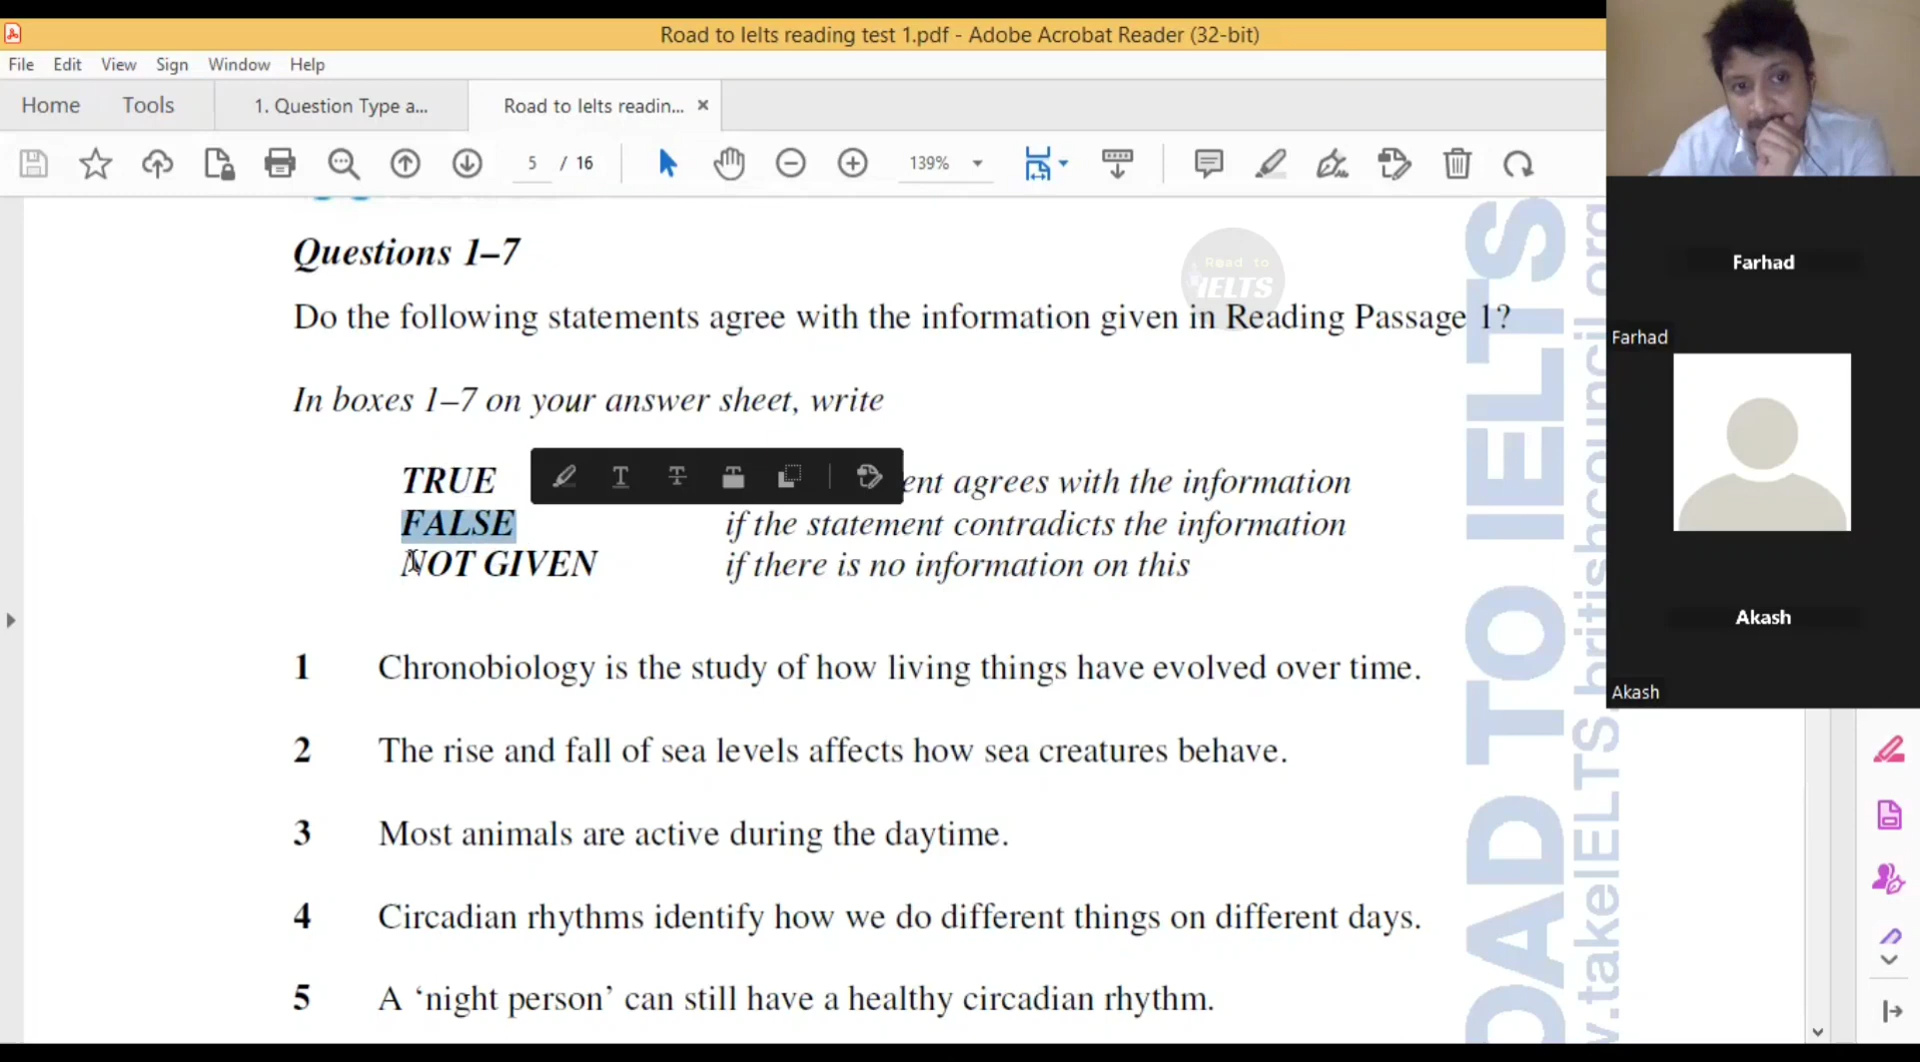 Road to Ielts reading test 1.pdf - Adobe Acrobat Reader (32-bit)
File Edit View Sign Window Help
Home Tools 1. Question Type a... Road to Ielts readin... ×
5 / 16 139%
Questions 1–7
Road to
IELTS
Do the following statements agree with the information given in Reading Passage 1?
In boxes 1–7 on your answer sheet, write
TRUE ent agrees with the information
FALSE if the statement contradicts the information
NOT GIVEN if there is no information on this
1 Chronobiology is the study of how living things have evolved over time.
2 The rise and fall of sea levels affects how sea creatures behave.
3 Most animals are active during the daytime.
4 Circadian rhythms identify how we do different things on different days.
5 A ‘night person’ can still have a healthy circadian rhythm.
OAD TO IELTS
w.takeIELTS.britishcouncil.org
Farhad
Farhad
Akash
Akash